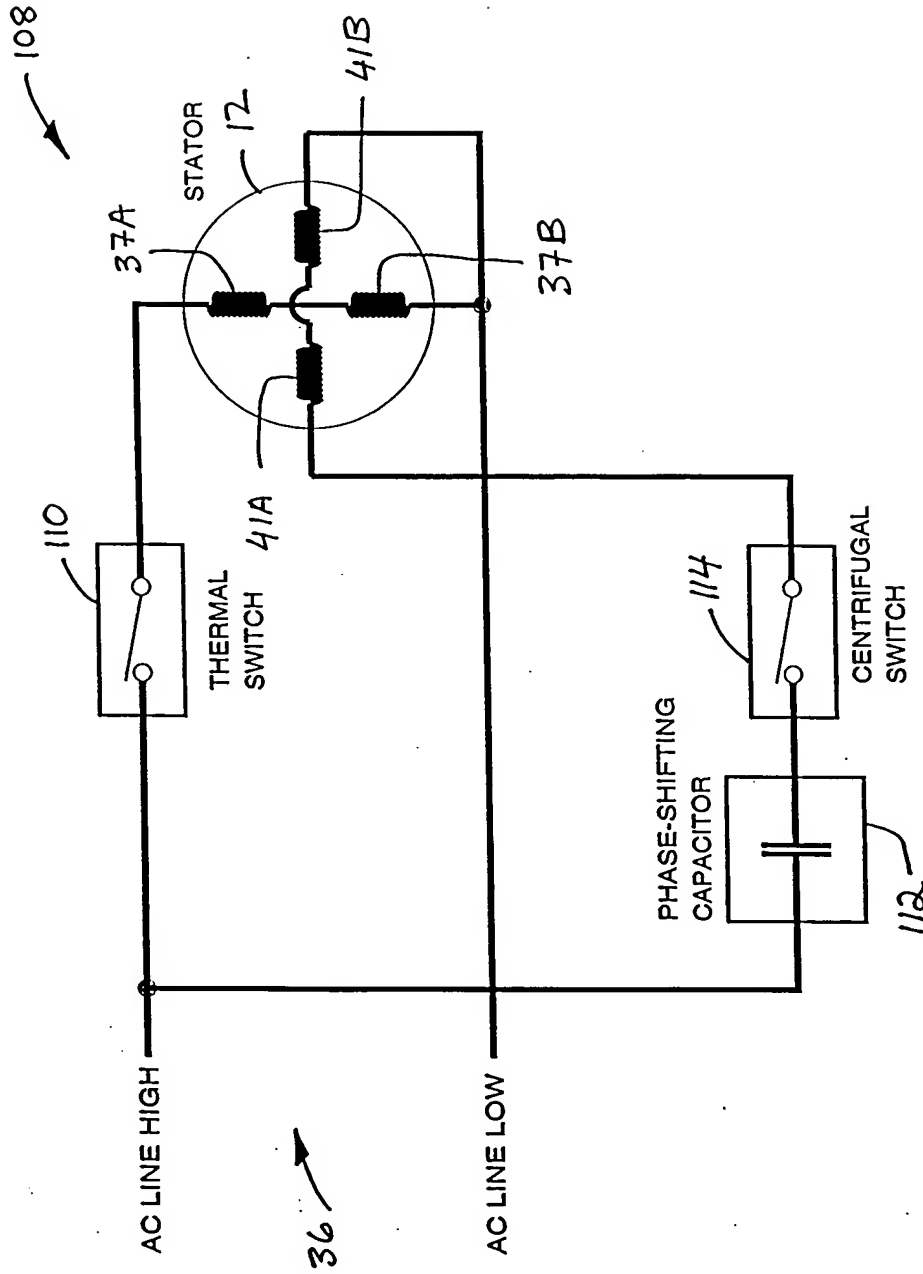 108
STATOR
12
37A
41B
110
THERMAL
SWITCH
41A
37B
AC LINE HIGH
36
AC LINE LOW
PHASE-SHIFTING
CAPACITOR
112
114
CENTRIFUGAL
SWITCH